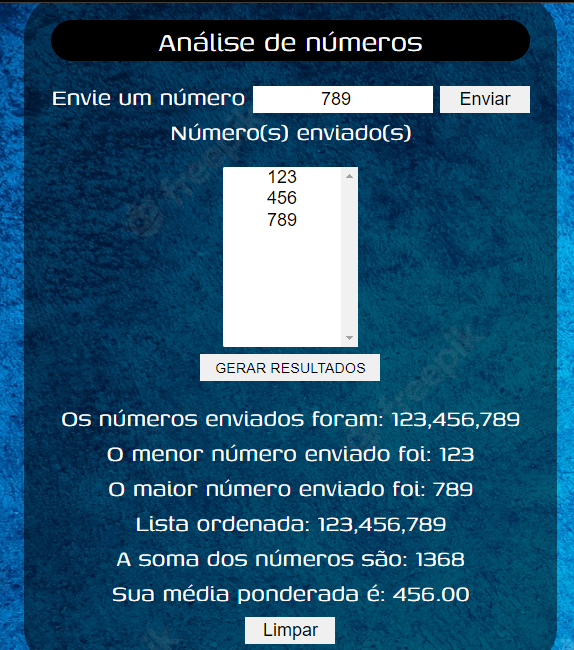 Análise de números
Envie um número 789 Enviar
Número(s) enviado(s)
123
456
789
GERAR RESULTADOS
Os números enviados foram: 123,456,789
O menor número enviado foi: 123
O maior número enviado foi: 789
Lista ordenada: 123,456,789
A soma dos números são: 1368
Sua média ponderada é: 456.00
Limpar